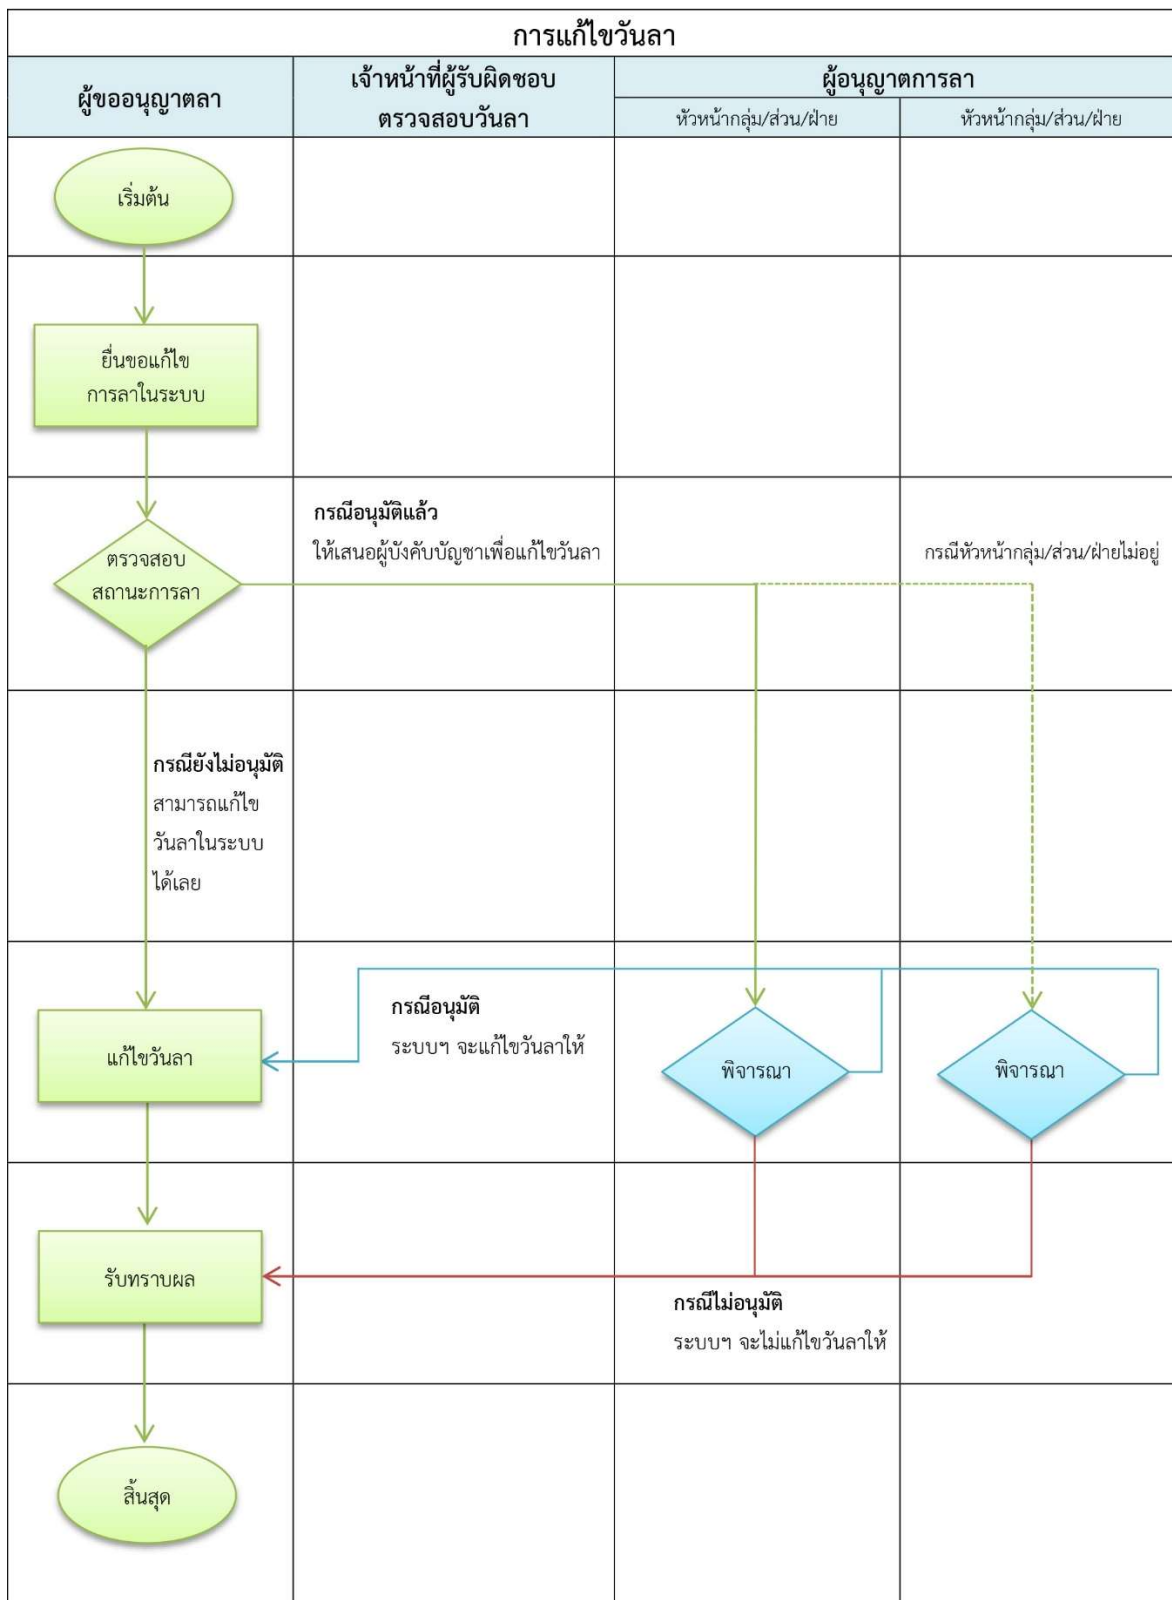 การแก้ไขวันลา
ผู้ขออนุญาตลา
เจ้าหน้าที่ผู้รับผิดชอบ
ตรวจสอบวันลา
ผู้อนุญาตการลา
หัวหน้ากลุ่ม/ส่วน/ฝ่าย
หัวหน้ากลุ่ม/ส่วน/ฝ่าย
เริ่มต้น
ยื่นขอแก้ไข
การลาในระบบ
ตรวจสอบ
สถานะการลา
กรณีอนุมัติแล้ว
ให้เสนอผู้บังคับบัญชาเพื่อแก้ไขวันลา
กรณีหัวหน้ากลุ่ม/ส่วน/ฝ่ายไม่อยู่
กรณียังไม่อนุมัติ
สามารถแก้ไข
วันลาในระบบ
ได้เลย
แก้ไขวันลา
กรณีอนุมัติ
ระบบฯ จะแก้ไขวันลาให้
พิจารณา
พิจารณา
รับทราบผล
กรณีไม่อนุมัติ
ระบบฯ จะไม่แก้ไขวันลาให้
สิ้นสุด